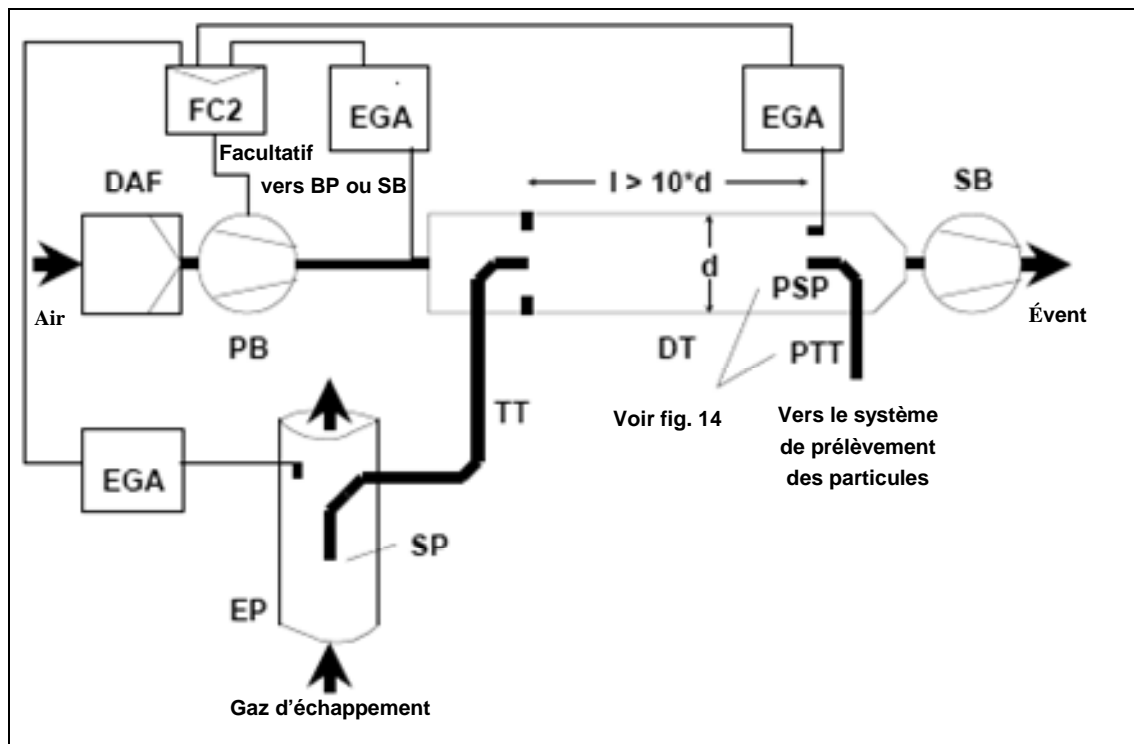 FC2
EGA
EGA
Facultatif
vers BP ou SB
DAF
l > 10*d
SB
d
Air
PB
PSP
Évent
DT
PTT
TT
Voir fig. 14
Vers le système
de prélèvement
des particules
EGA
SP
EP
Gaz d'échappement